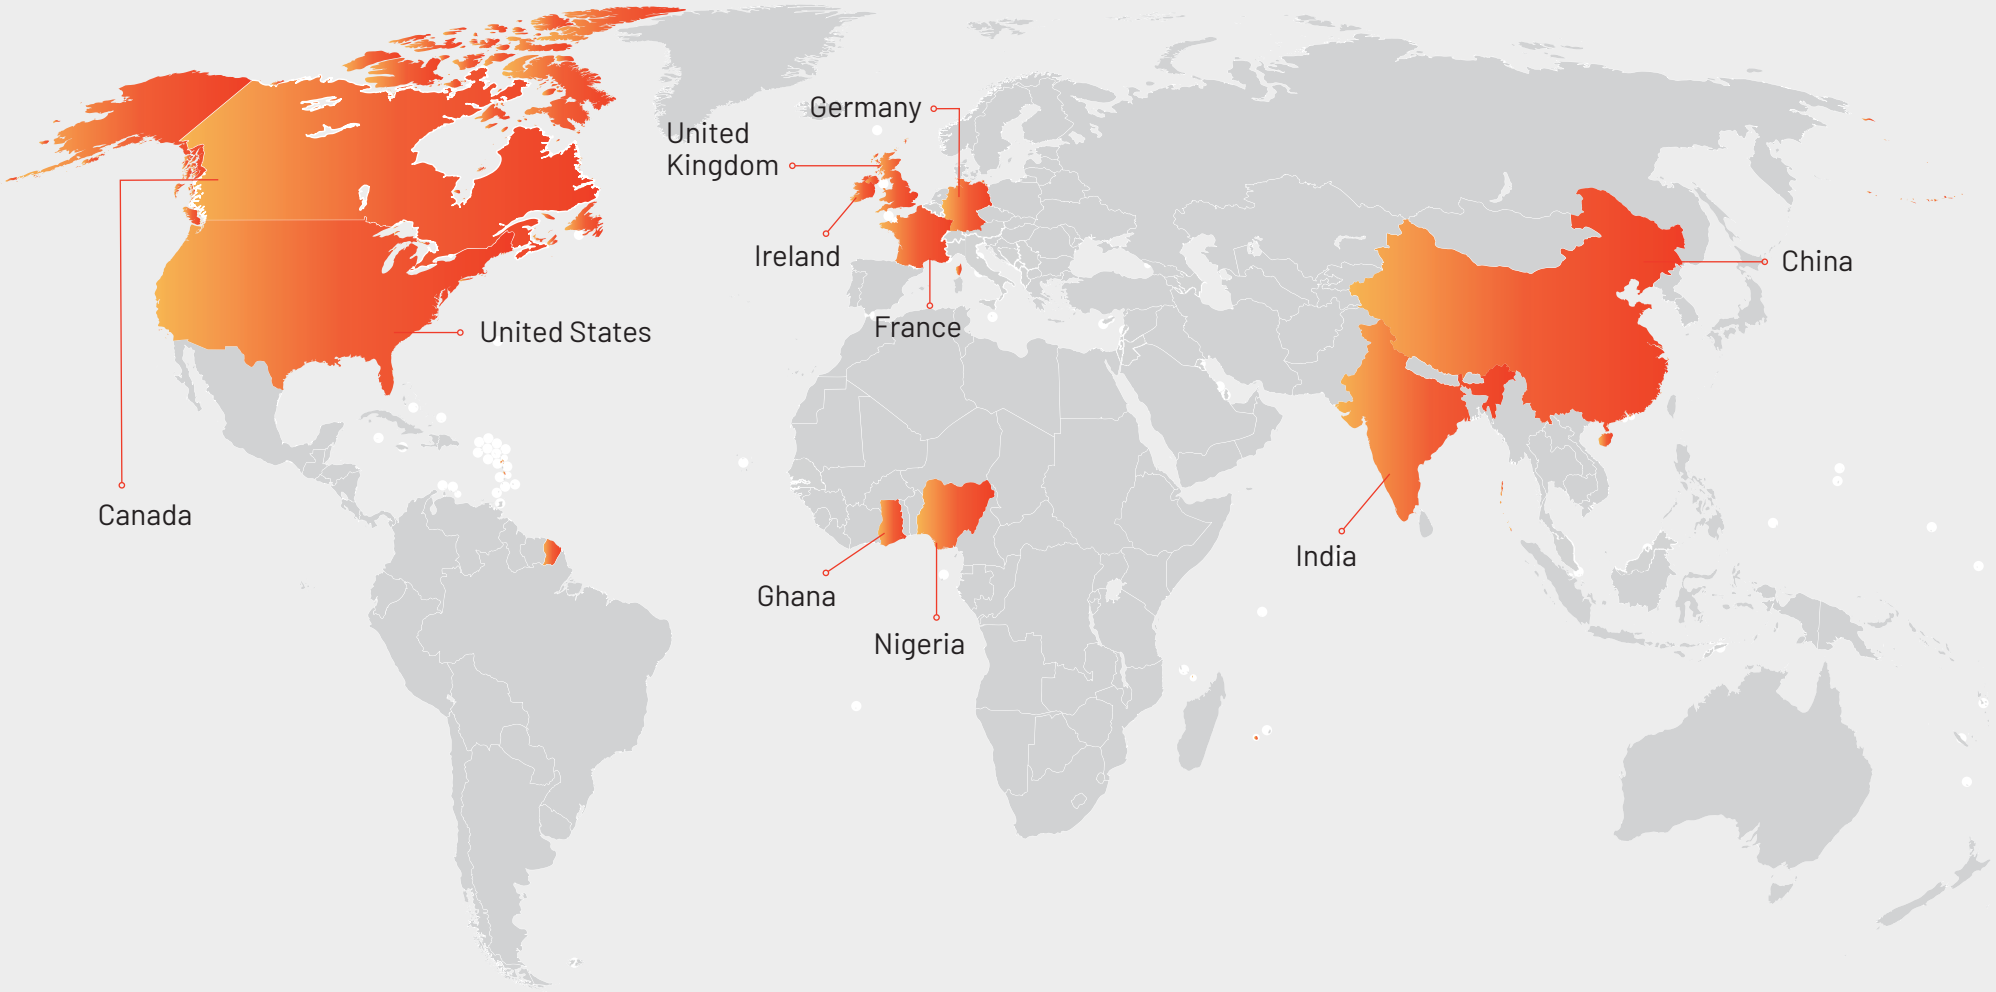 Germany
United
Kingdom
Ireland
France
China
United States
Canada
India
Ghana
Nigeria